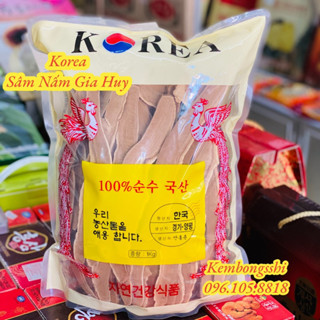 KOREA
Korea
Sâm Nấm Gia Huy
100%순수 국산
우리
농산물을
애용 합니다.
한국
경기·양평
중량: 1Kg
자연건강식품
Kembongsshi
096.105.8818